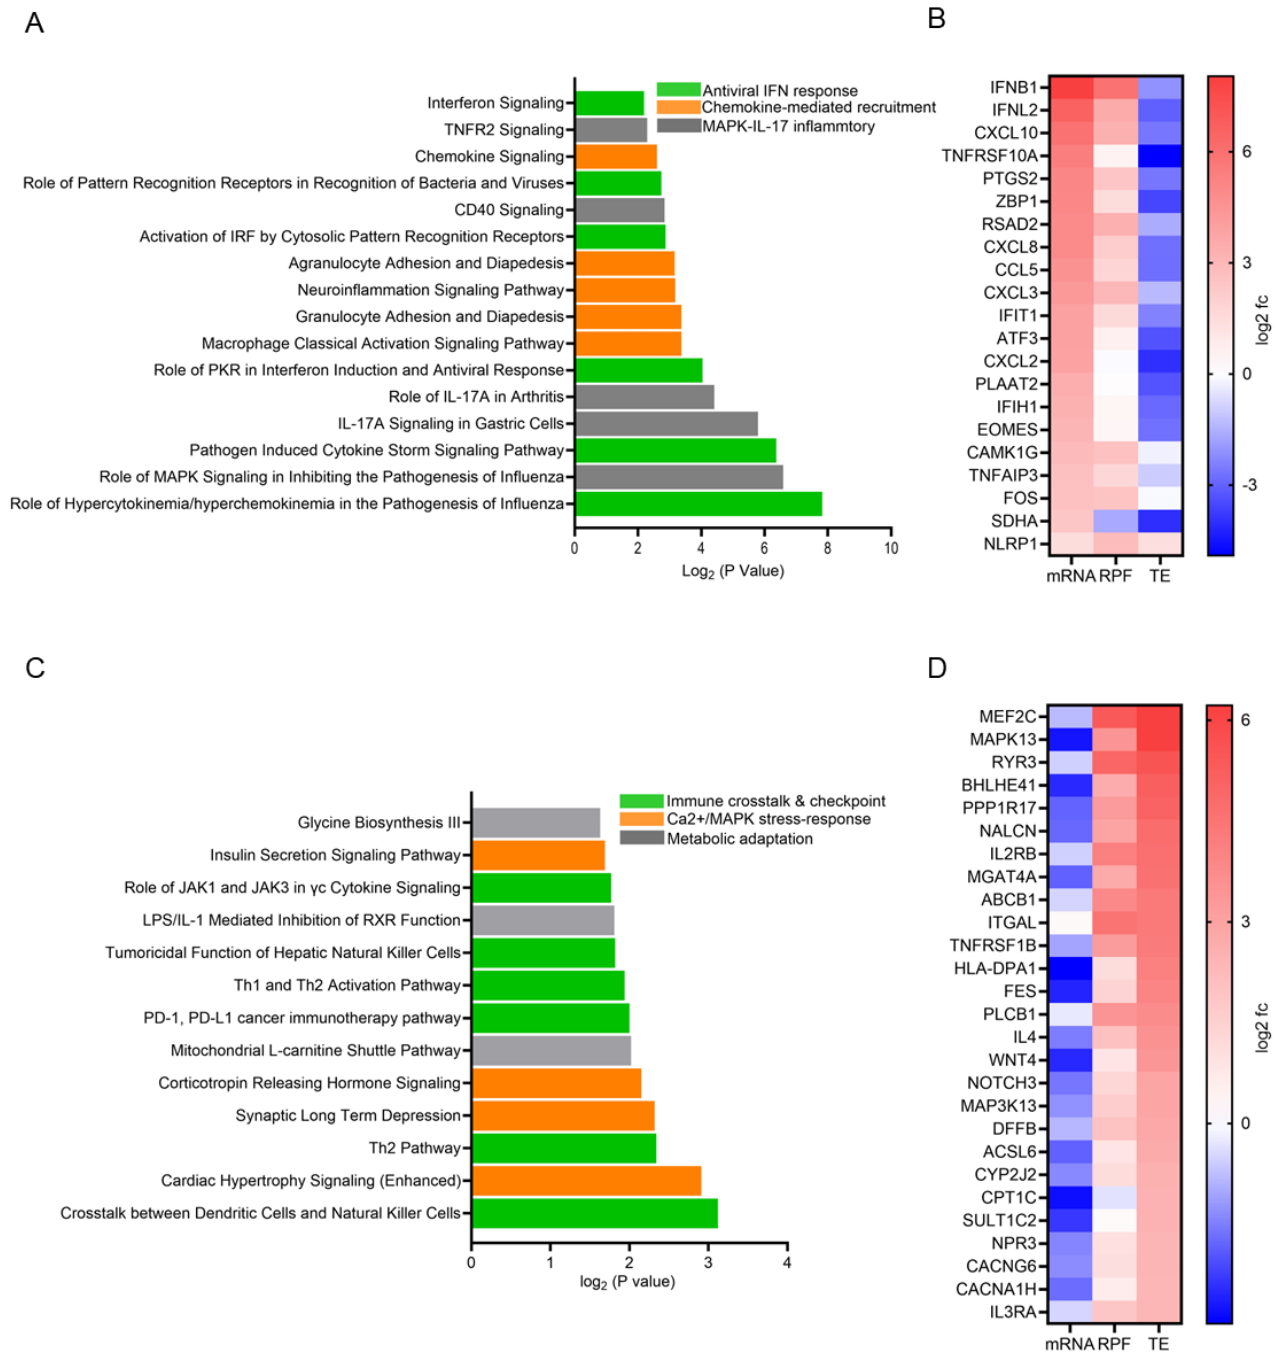 A
B
Antiviral IFN response
Chemokine-mediated recruitment
MAPK-IL-17 inflammtory
Interferon Signaling
TNFR2 Signaling
Chemokine Signaling
Role of Pattern Recognition Receptors in Recognition of Bacteria and Viruses
CD40 Signaling
Activation of IRF by Cytosolic Pattern Recognition Receptors
Agranulocyte Adhesion and Diapedesis
Neuroinflammation Signaling Pathway
Granulocyte Adhesion and Diapedesis
Macrophage Classical Activation Signaling Pathway
Role of PKR in Interferon Induction and Antiviral Response
Role of IL-17A in Arthritis
IL-17A Signaling in Gastric Cells
Pathogen Induced Cytokine Storm Signaling Pathway
Role of MAPK Signaling in Inhibiting the Pathogenesis of Influenza
Role of Hypercytokinemia/hyperchemokinemia in the Pathogenesis of Influenza
0 2 4 6 8 10
Log2 (P Value)
IFNB1
IFNL2
CXCL10
TNFRSF10A
PTGS2
ZBP1
RSAD2
CXCL8
CCL5
CXCL3
IFIT1
ATF3
CXCL2
PLAAT2
IFIH1
EOMES
CAMK1G
TNFAIP3
FOS
SDHA
NLRP1
mRNA RPF TE
6
3
0
-3
log2 fc
C
D
Immune crosstalk & checkpoint
Ca2+/MAPK stress-response
Metabolic adaptation
Glycine Biosynthesis III
Insulin Secretion Signaling Pathway
Role of JAK1 and JAK3 in γc Cytokine Signaling
LPS/IL-1 Mediated Inhibition of RXR Function
Tumoricidal Function of Hepatic Natural Killer Cells
Th1 and Th2 Activation Pathway
PD-1, PD-L1 cancer immunotherapy pathway
Mitochondrial L-carnitine Shuttle Pathway
Corticotropin Releasing Hormone Signaling
Synaptic Long Term Depression
Th2 Pathway
Cardiac Hypertrophy Signaling (Enhanced)
Crosstalk between Dendritic Cells and Natural Killer Cells
0 1 2 3 4
log2 (P value)
MEF2C
MAPK13
RYR3
BHLHE41
PPP1R17
NALCN
IL2RB
MGAT4A
ABCB1
ITGAL
TNFRSF1B
HLA-DPA1
FES
PLCB1
IL4
WNT4
NOTCH3
MAP3K13
DFFB
ACSL6
CYP2J2
CPT1C
SULT1C2
NPR3
CACNG6
CACNA1H
IL3RA
mRNA RPF TE
6
3
0
log2 fc